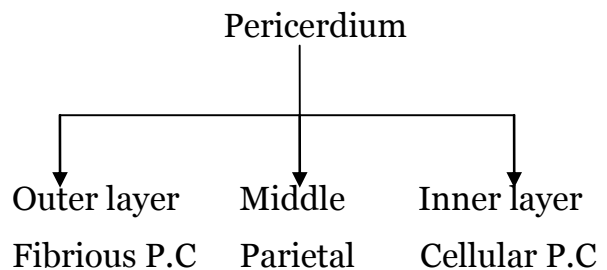 Pericerdium
Outer layer Middle Inner layer
Fibrious P.C Parietal Cellular P.C